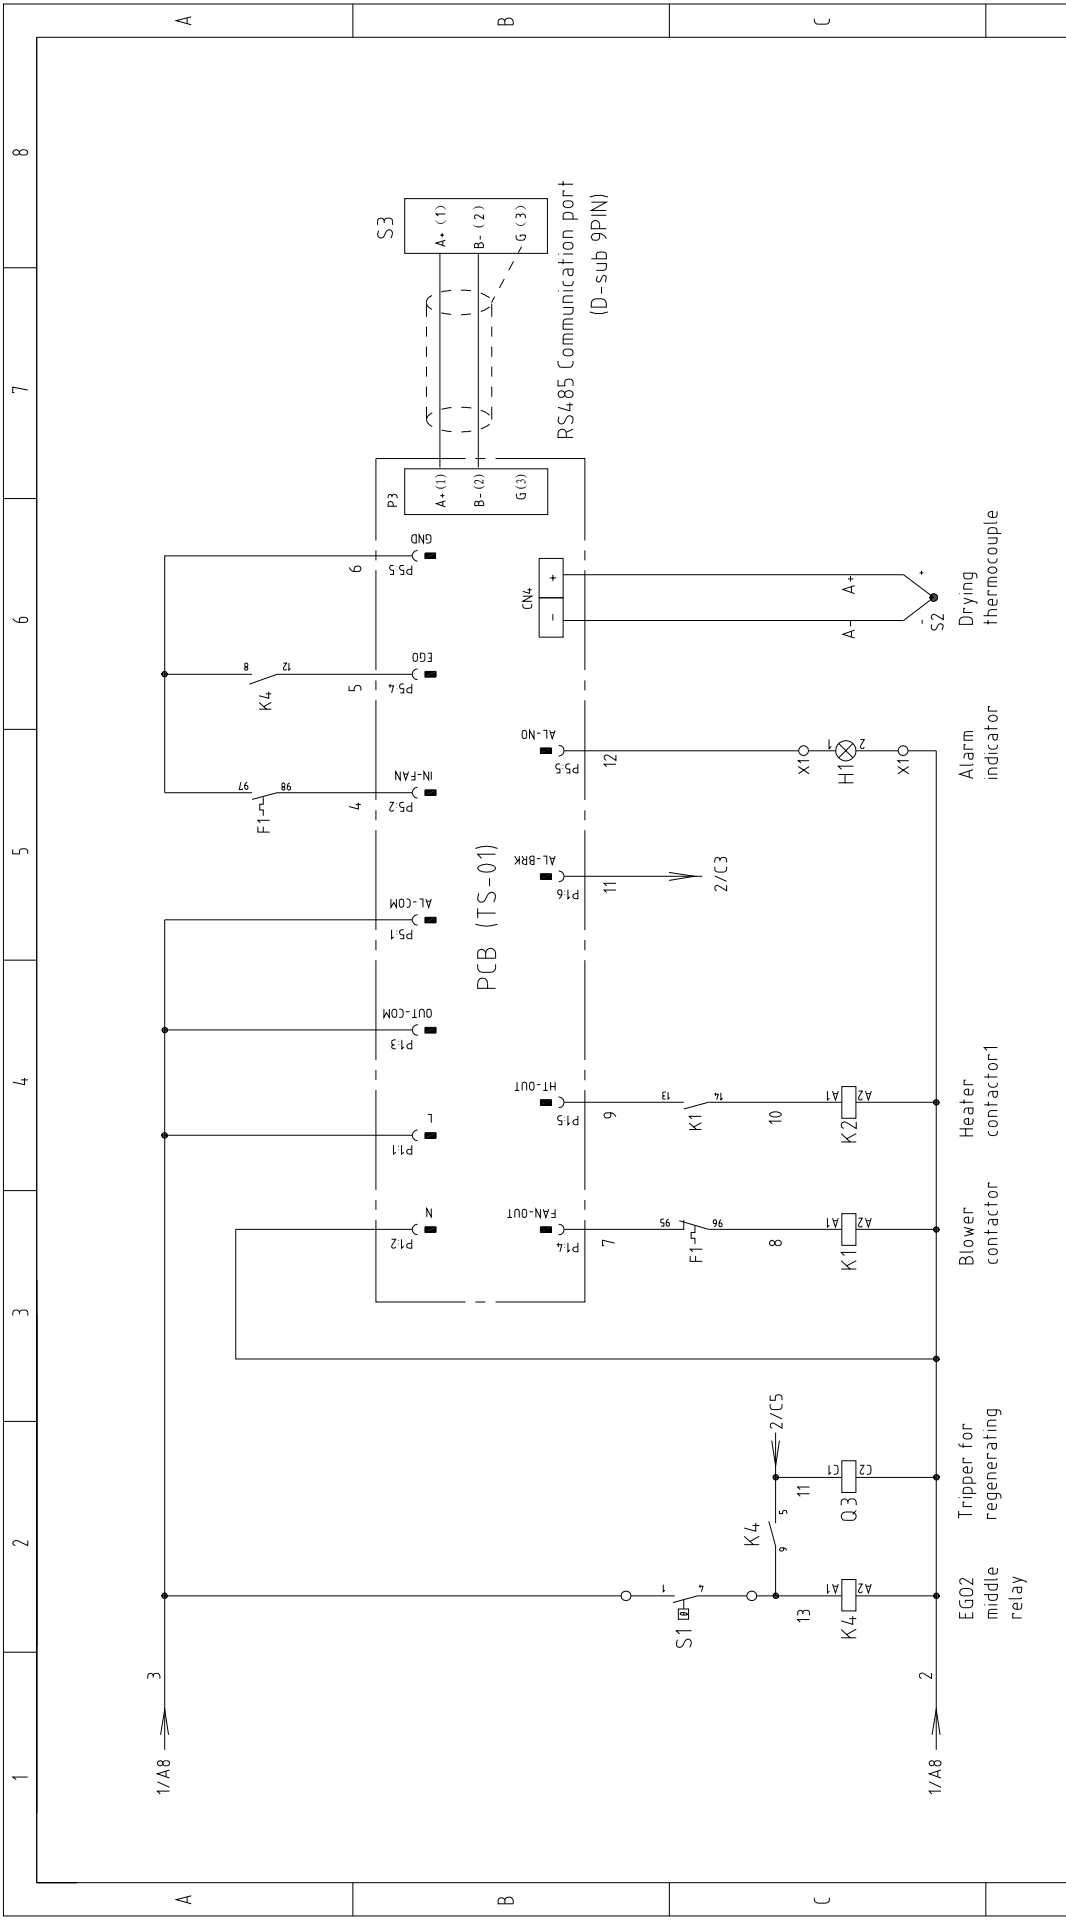 1 2 3 4 5 6 7 8
A A
B B
C C
1/A8 3
1/A8 2
S1 1 4
13
K4 A1 A2
EGO2
middle
relay
K4 9 5
2/C5
11
Q3 C1 C2
Tripper for
regenerating
P1:2 N
P1:1 L
P1:3 OUT-COM
P5:1 AL-COM
F1 97 98
4
P5:2 IN-FAN
K4 8 12
5
P5:4 EGO
6
P5:5 GND
PCB (TS-01)
P1:4 FAN-OUT
7
F1 95 96
8
K1 A1 A2
Blower
contactor
P1:5 HT-OUT
9
K1 13 14
10
K2 A1 A2
Heater
contactor1
P1:6 AL-BRK
11
2/C3
P5:5 AL-NO
12
X1
H1 1 2
X1
Alarm
indicator
CN4 - +
A- A+
- +
S2
Drying
thermocouple
P3
A+(1)
B-(2)
G(3)
S3
A+ (1)
B- (2)
G (3)
RS485 Communication port
(D-sub 9PIN)